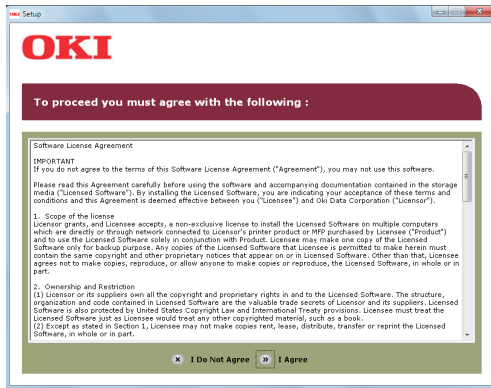 OKI Setup
OKI
To proceed you must agree with the following :
Software License Agreement
IMPORTANT
If you do not agree to the terms of this Software License Agreement ("Agreement"), you may not use this software.
Please read this Agreement carefully before using the software and accompanying documentation contained in the storage
media ("Licensed Software"). By installing the Licensed Software, you are indicating your acceptance of these terms and
conditions and this Agreement is deemed effective between you ("Licensee") and Oki Data Corporation ("Licensor").
1. Scope of the license
Licensor grants, and Licensee accepts, a non-exclusive license to install the Licensed Software on multiple computers
which are directly or through network connected to Licensor's printer product or MFP purchased by Licensee ("Product")
and to use the Licensed Software solely in conjunction with Product. Licensee may make one copy of the Licensed
Software only for backup purpose. Any copies of the Licensed Software that Licensee is permitted to make herein must
contain the same copyright and other proprietary notices that appear on or in Licensed Software. Other than that, Licensee
agrees not to make copies, reproduce, or allow anyone to make copies or reproduce, the Licensed Software, in whole or in
part.
2. Ownership and Restriction
(1) Licensor or its suppliers own all the copyright and proprietary rights in and to the Licensed Software. The structure,
organization and code contained in Licensed Software are the valuable trade secrets of Licensor and its suppliers. Licensed
Software is also protected by United States Copyright Law and International Treaty provisions. Licensee must treat the
Licensed Software just as Licensee would treat any other copyrighted material, such as a book.
(2) Except as stated in Section 1, Licensee may not make copies rent, lease, distribute, transfer or reprint the Licensed
Software, in whole or in part.
I Do Not Agree I Agree